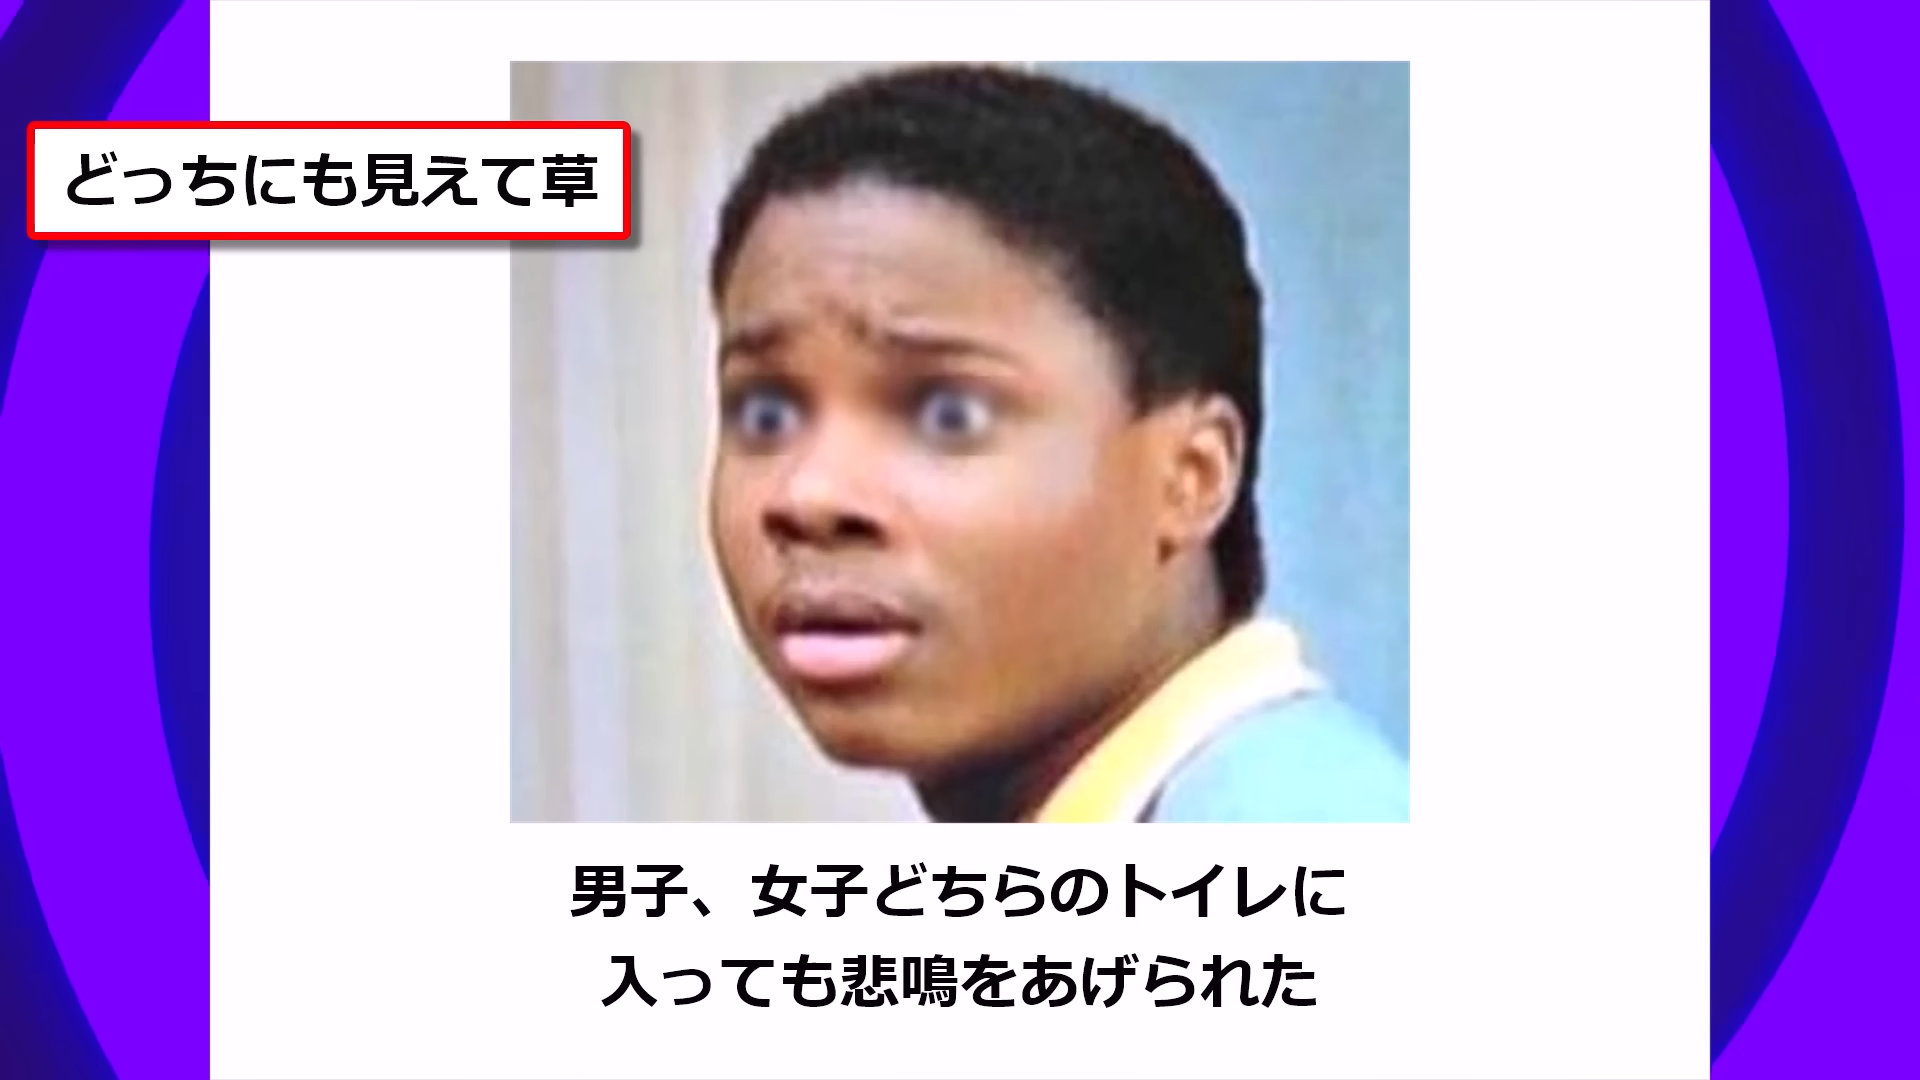 どっちにも見えて草
男子、女子どちらのトイレに
入っても悲鳴をあげられた